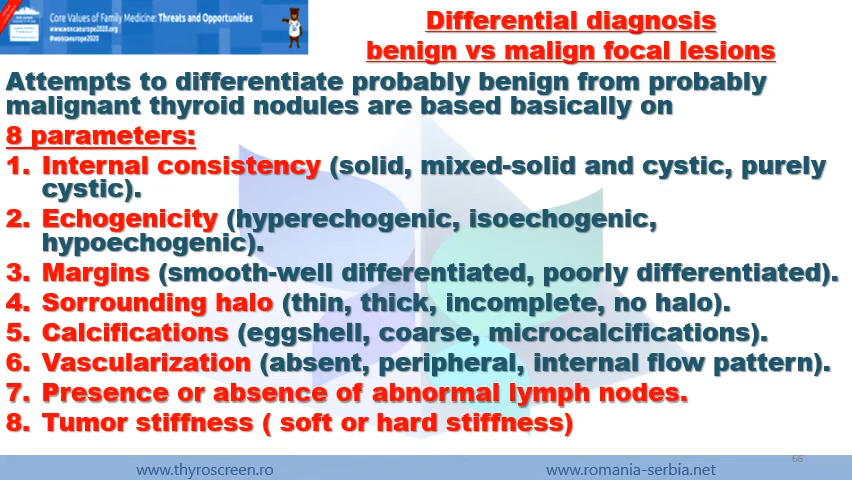 Core Values of Family Medicine: Threats and Opportunities
www.woncaeurope2020.org
#woncaeurope2020
Differential diagnosis
benign vs malign focal lesions
Attempts to differentiate probably benign from probably
malignant thyroid nodules are based basically on
8 parameters:
1. Internal consistency (solid, mixed-solid and cystic, purely
cystic).
2. Echogenicity (hyperechogenic, isoechogenic,
hypoechogenic).
3. Margins (smooth-well differentiated, poorly differentiated).
4. Sorrounding halo (thin, thick, incomplete, no halo).
5. Calcifications (eggshell, coarse, microcalcifications).
6. Vascularization (absent, peripheral, internal flow pattern).
7. Presence or absence of abnormal lymph nodes.
8. Tumor stiffness ( soft or hard stiffness)
66
www.thyroscreen.ro
www.romania-serbia.net